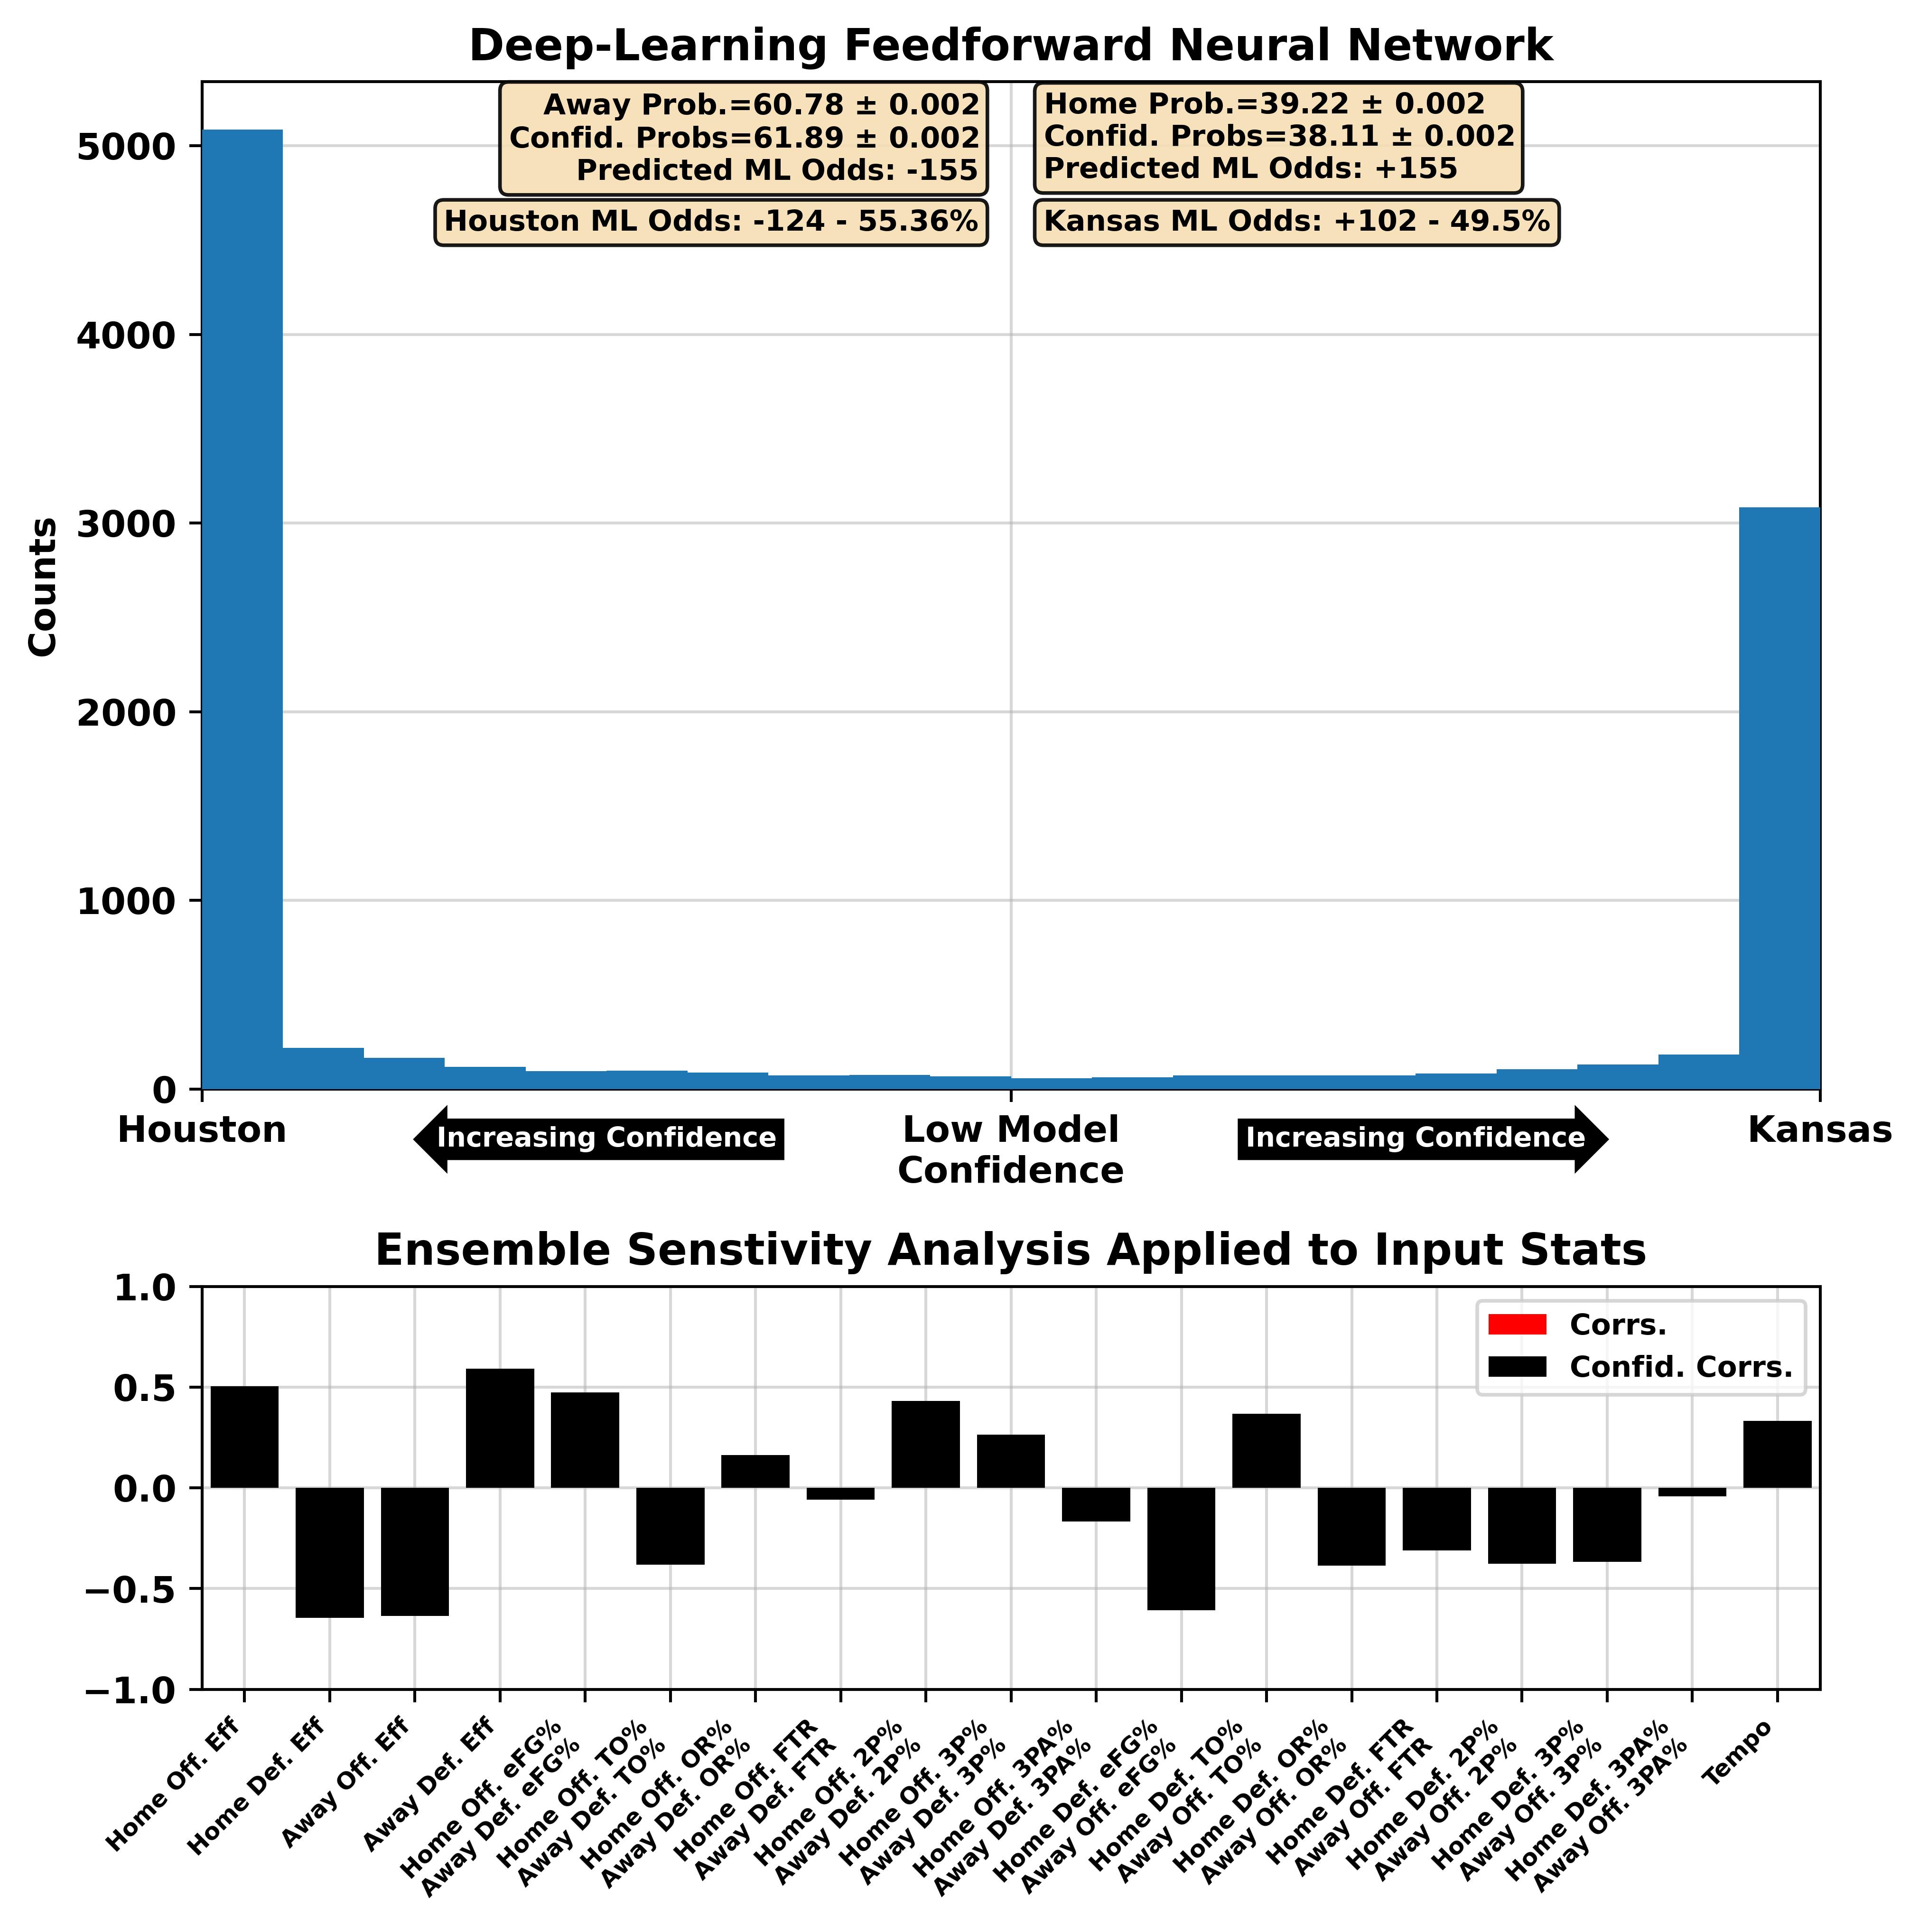 Deep-Learning Feedforward Neural Network
Away Prob.=60.78 ± 0.002
Confid. Probs=61.89 ± 0.002
Predicted ML Odds: -155
Home Prob.=39.22 ± 0.002
Confid. Probs=38.11 ± 0.002
Predicted ML Odds: +155
Houston ML Odds: -124 - 55.36%
Kansas ML Odds: +102 - 49.5%
Counts
5000
4000
3000
2000
1000
0
Houston
Increasing Confidence
Low Model
Confidence
Increasing Confidence
Kansas
Ensemble Senstivity Analysis Applied to Input Stats
1.0
0.5
0.0
−0.5
−1.0
Corrs.
Confid. Corrs.
Home Off. Eff
Home Def. Eff
Away Off. Eff
Away Def. Eff
Home Off. eFG%
Away Def. eFG%
Home Off. TO%
Away Def. TO%
Home Off. OR%
Away Def. OR%
Home Off. FTR
Away Def. FTR
Home Off. 2P%
Away Def. 2P%
Home Off. 3P%
Away Def. 3P%
Home Off. 3PA%
Away Def. 3PA%
Home Def. eFG%
Away Off. eFG%
Home Def. TO%
Away Off. TO%
Home Def. OR%
Away Off. OR%
Home Def. FTR
Away Off. FTR
Home Def. 2P%
Away Off. 2P%
Home Def. 3P%
Away Off. 3P%
Home Def. 3PA%
Away Off. 3PA%
Tempo